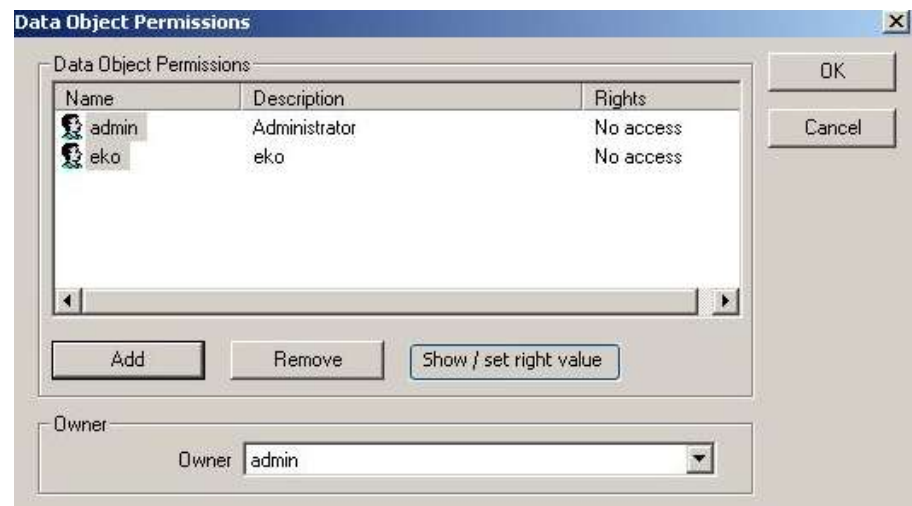 Data Object Permissions
Data Object Permissions
OK
Name Description Rights
admin Administrator No access
Cancel
eko eko No access
Add Remove Show / set right value
Owner
Owner admin